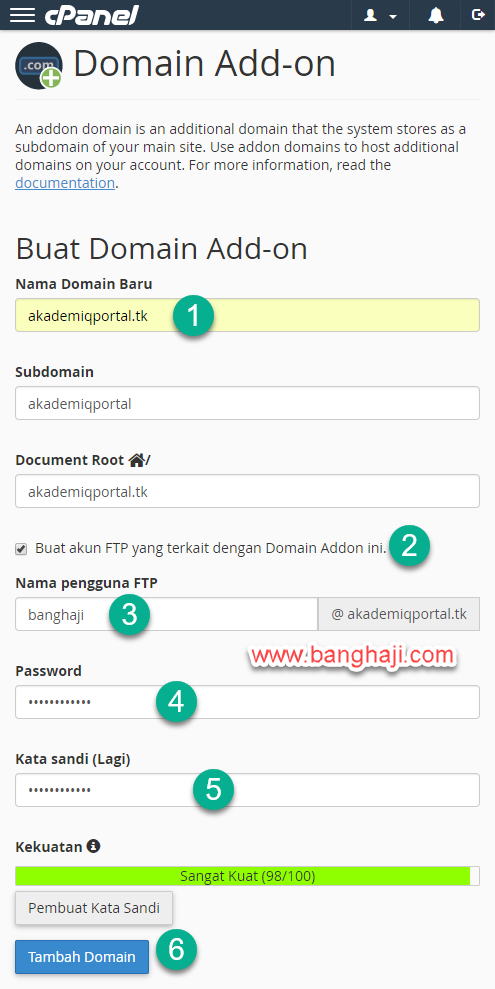 cPanel
.com
Domain Add-on
An addon domain is an additional domain that the system stores as a
subdomain of your main site. Use addon domains to host additional
domains on your account. For more information, read the
documentation.
Buat Domain Add-on
Nama Domain Baru
akademiqportal.tk 1
Subdomain
akademiqportal
Document Root /
akademiqportal.tk
Buat akun FTP yang terkait dengan Domain Addon ini. 2
Nama pengguna FTP
banghaji 3 @ akademiqportal.tk
www.banghaji.com
Password
•••••••••••• 4
Kata sandi (Lagi)
•••••••••••• 5
Kekuatan
Sangat Kuat (98/100)
Pembuat Kata Sandi
Tambah Domain 6